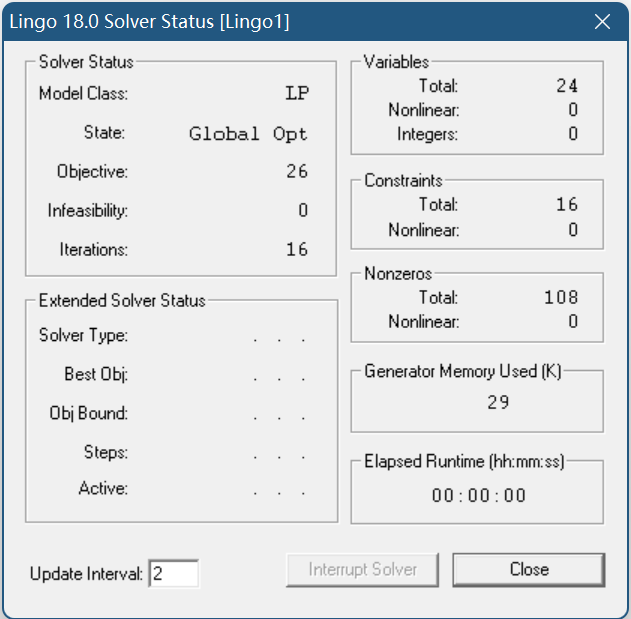 Lingo 18.0 Solver Status [Lingo1]
Solver Status
Model Class: LP
State: Global Opt
Objective: 26
Infeasibility: 0
Iterations: 16
Extended Solver Status
Solver Type: . . .
Best Obj: . . .
Obj Bound: . . .
Steps: . . .
Active: . . .
Variables
Total: 24
Nonlinear: 0
Integers: 0
Constraints
Total: 16
Nonlinear: 0
Nonzeros
Total: 108
Nonlinear: 0
Generator Memory Used (K)
29
Elapsed Runtime (hh:mm:ss)
00:00:00
Update Interval: 2
Interrupt Solver
Close